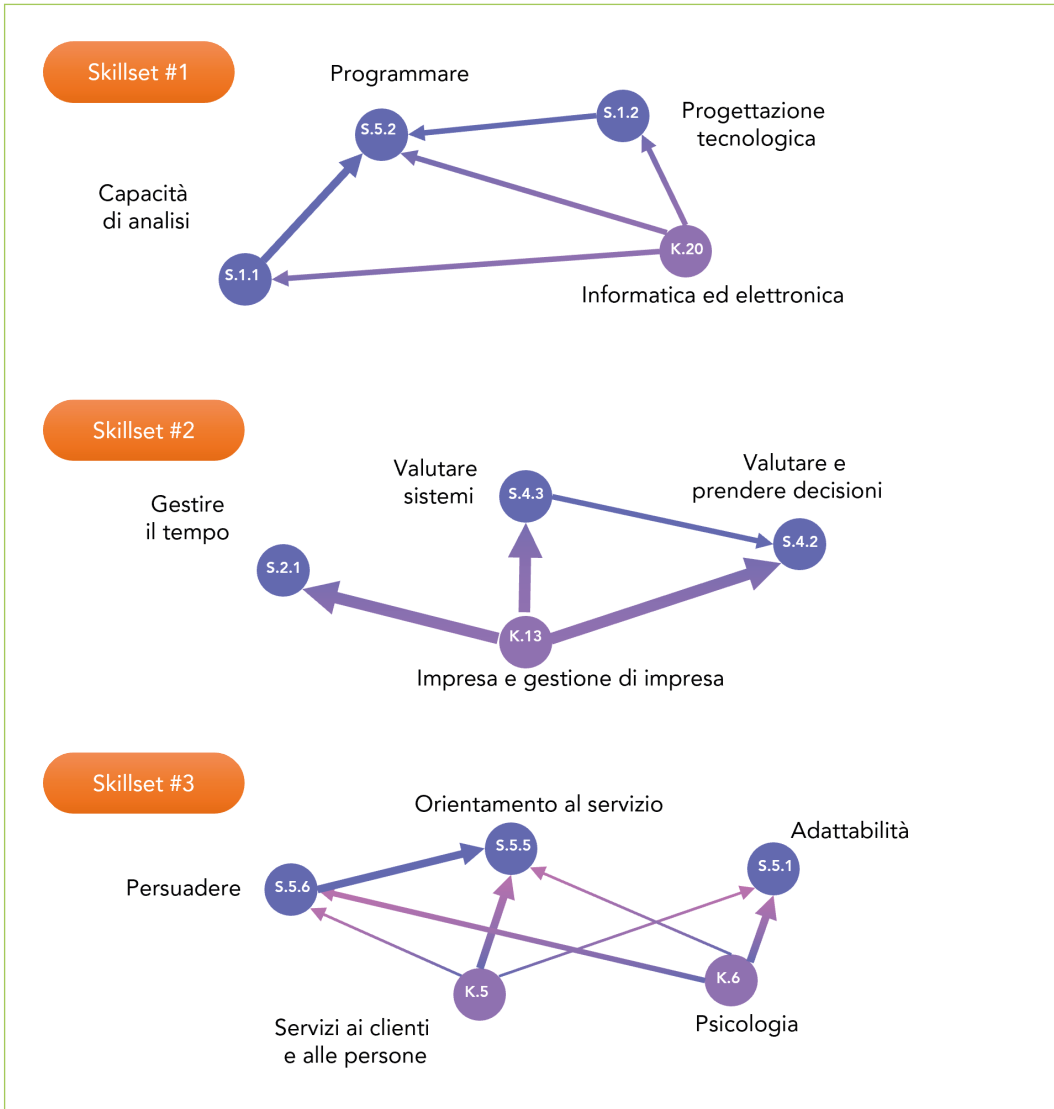 Skillset #1
Programmare
S.5.2
S.1.2
Progettazione
tecnologica
Capacità
di analisi
S.1.1
K.20
Informatica ed elettronica
Skillset #2
Valutare
sistemi
Valutare e
prendere decisioni
Gestire
il tempo
S.4.3
S.4.2
S.2.1
K.13
Impresa e gestione di impresa
Skillset #3
Orientamento al servizio
Adattabilità
S.5.5
S.5.1
Persuadere
S.5.6
K.5
K.6
Servizi ai clienti
e alle persone
Psicologia